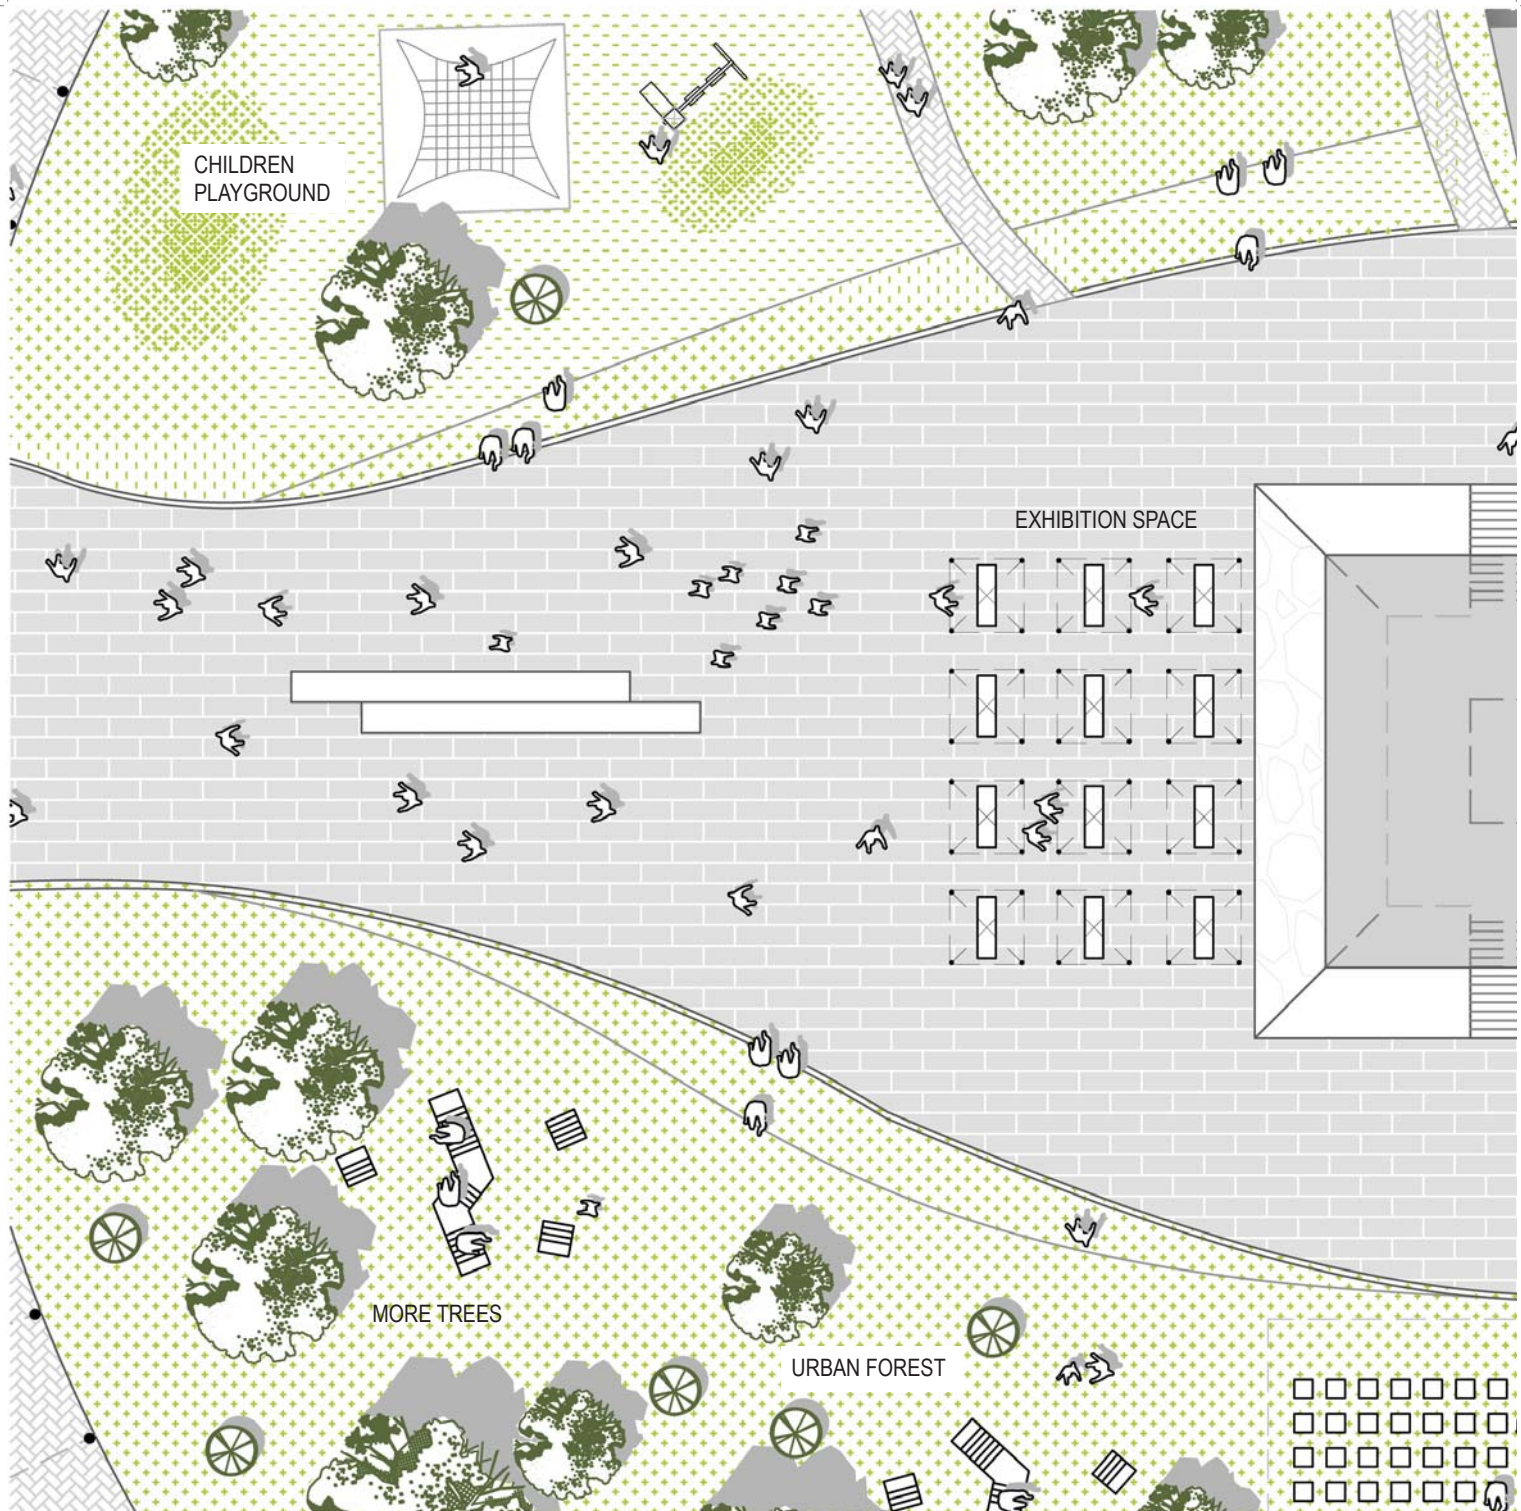 CHILDREN
PLAYGROUND
EXHIBITION SPACE
MORE TREES
URBAN FOREST